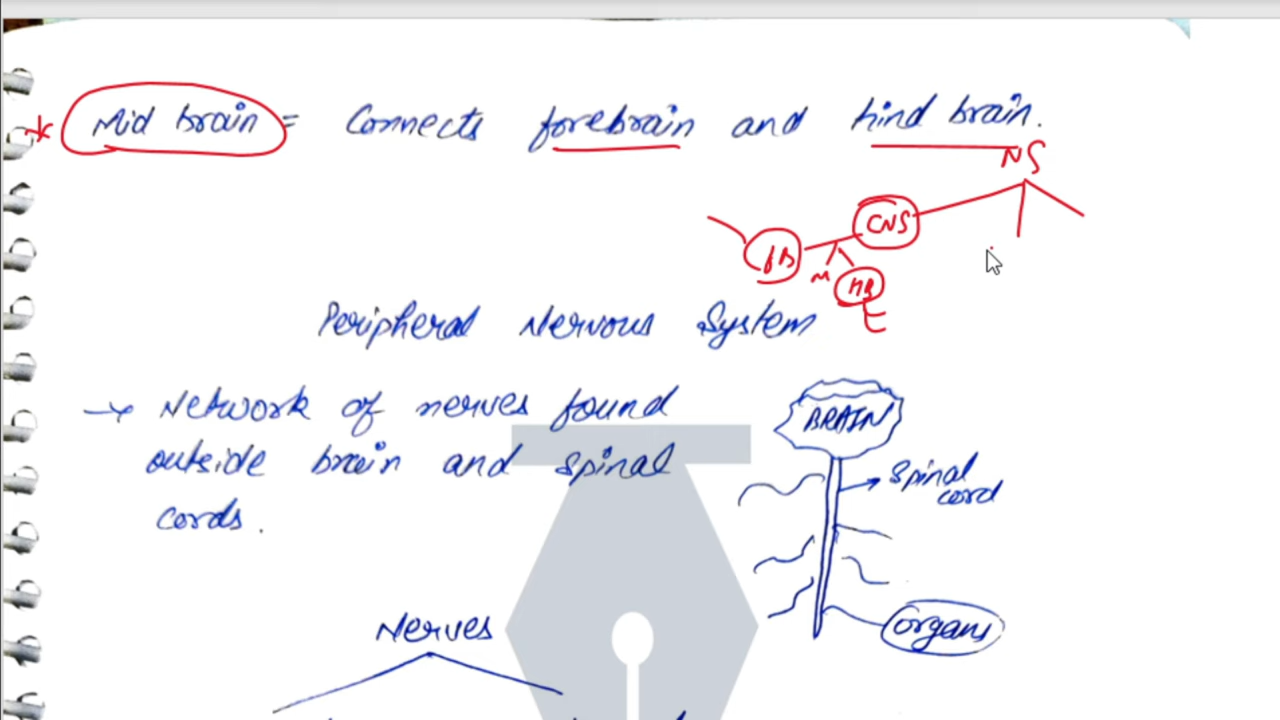 * Mid brain = Connects forebrain and hind brain.
NS
CNS
fB
M
HB
Peripheral Nervous System
→ Network of nerves found
outside brain and spinal
cords.
BRAIN
Spinal
cord
organs
Nerves